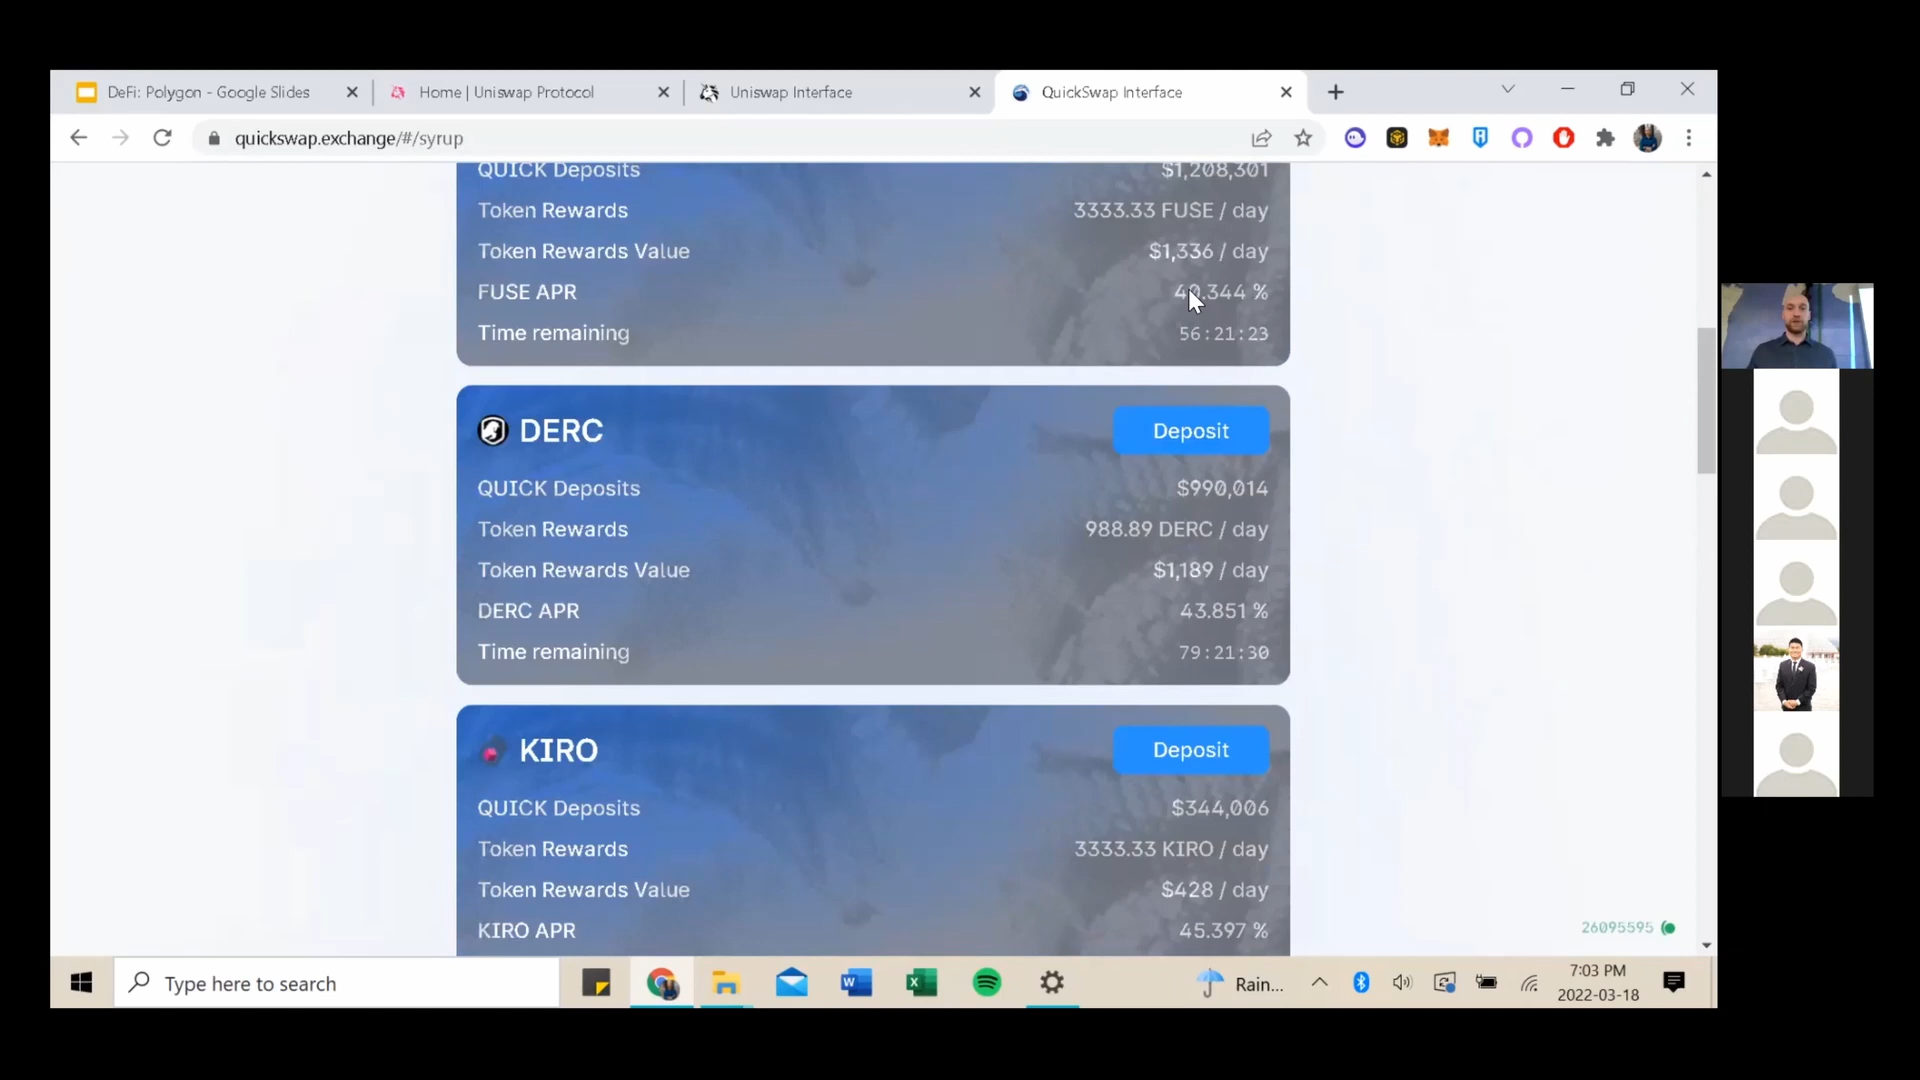 DeFi: Polygon - Google Slides
Home | Uniswap Protocol
Uniswap Interface
QuickSwap Interface
quickswap.exchange/#/syrup
QUICK Deposits $1,208,301
Token Rewards 3333.33 FUSE / day
Token Rewards Value $1,336 / day
FUSE APR 40.344 %
Time remaining 56:21:23
DERC Deposit
QUICK Deposits $990,014
Token Rewards 988.89 DERC / day
Token Rewards Value $1,189 / day
DERC APR 43.851 %
Time remaining 79:21:30
KIRO Deposit
QUICK Deposits $344,006
Token Rewards 3333.33 KIRO / day
Token Rewards Value $428 / day
KIRO APR 45.397 %
26095595
Type here to search
Rain...
7:03 PM
2022-03-18